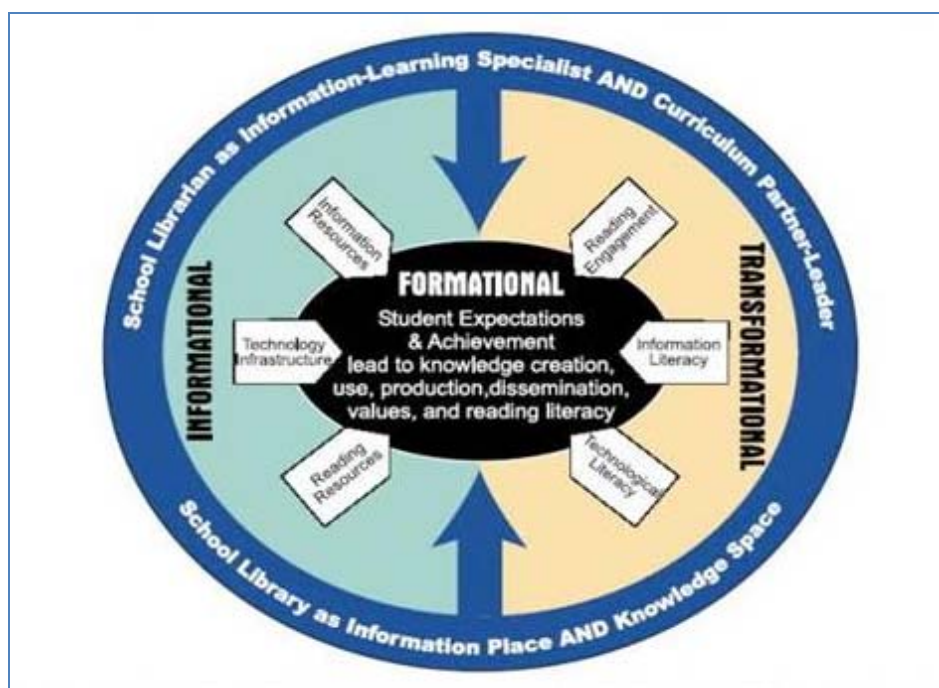 School Librarian as Information-Learning Specialist AND Curriculum Partner-Leader
Information
Resources
Reading
Engagement
INFORMATIONAL
FORMATIONAL
Student Expectations
& Achievement
lead to knowledge creation,
use, production,dissemination,
values, and reading literacy
TRANSFORMATIONAL
Technology
Infrastructure
Information
Literacy
Reading
Resources
Technological
Literacy
School Library as Information Place AND Knowledge Space